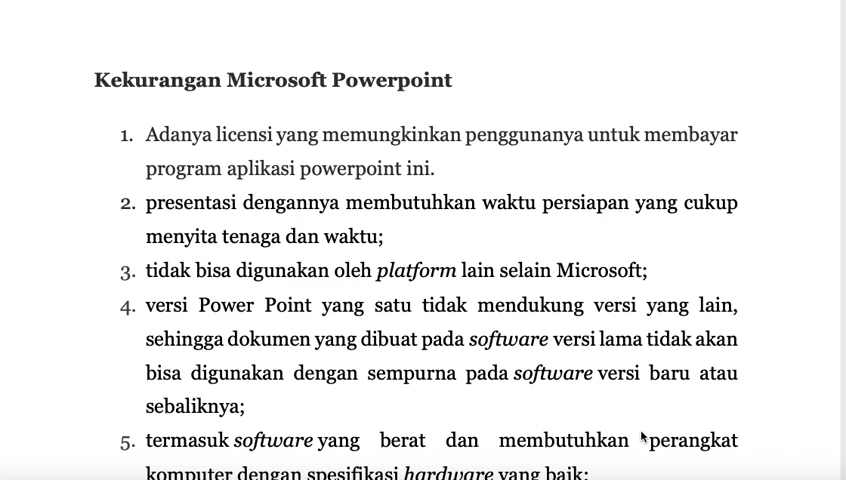 Kekurangan Microsoft Powerpoint
1. Adanya licensi yang memungkinkan penggunanya untuk membayar
program aplikasi powerpoint ini.
2. presentasi dengannya membutuhkan waktu persiapan yang cukup
menyita tenaga dan waktu;
3. tidak bisa digunakan oleh platform lain selain Microsoft;
4. versi Power Point yang satu tidak mendukung versi yang lain,
sehingga dokumen yang dibuat pada software versi lama tidak akan
bisa digunakan dengan sempurna pada software versi baru atau
sebaliknya;
5. termasuk software yang berat dan membutuhkan perangkat
komputer dengan spesifikasi hardware yang baik;